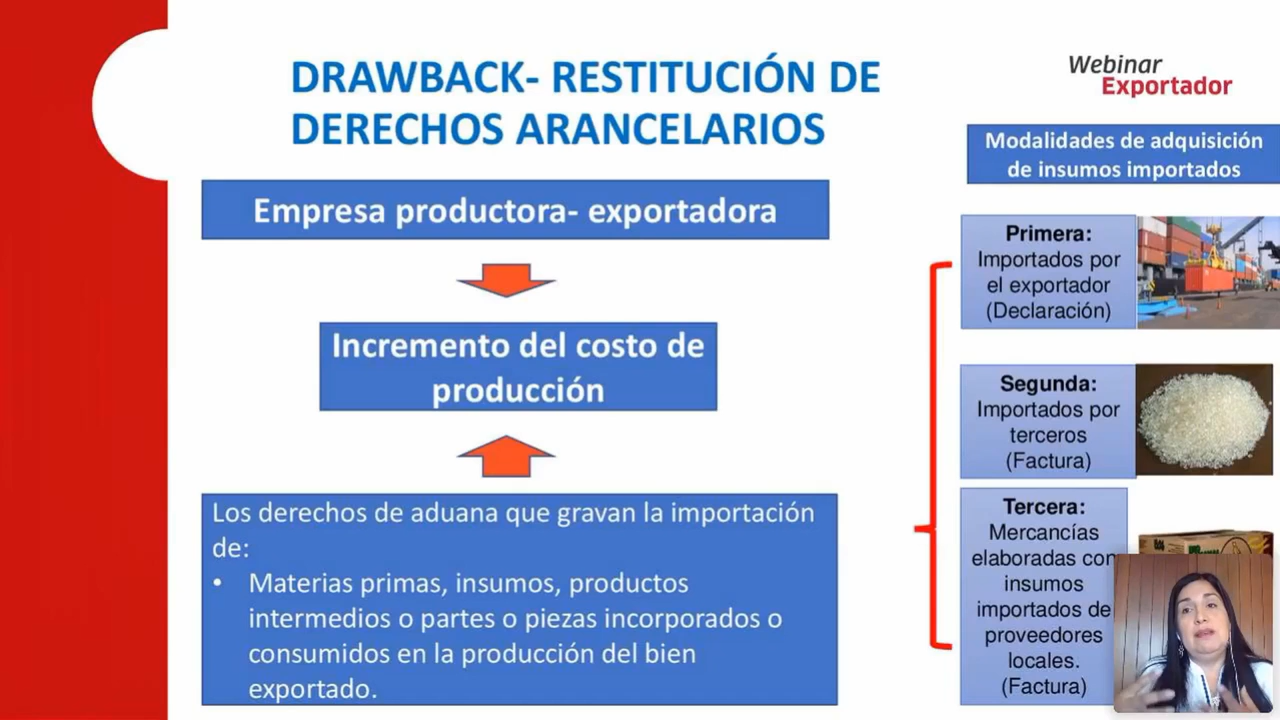 DRAWBACK- RESTITUCIÓN DE
DERECHOS ARANCELARIOS
Webinar
Exportador
Empresa productora- exportadora
Incremento del costo de
producción
Los derechos de aduana que gravan la importación
de:
• Materias primas, insumos, productos
intermedios o partes o piezas incorporados o
consumidos en la producción del bien
exportado.
Modalidades de adquisición
de insumos importados
Primera:
Importados por
el exportador
(Declaración)
Segunda:
Importados por
terceros
(Factura)
Tercera:
Mercancías
elaboradas con
insumos
importados de
proveedores
locales.
(Factura)